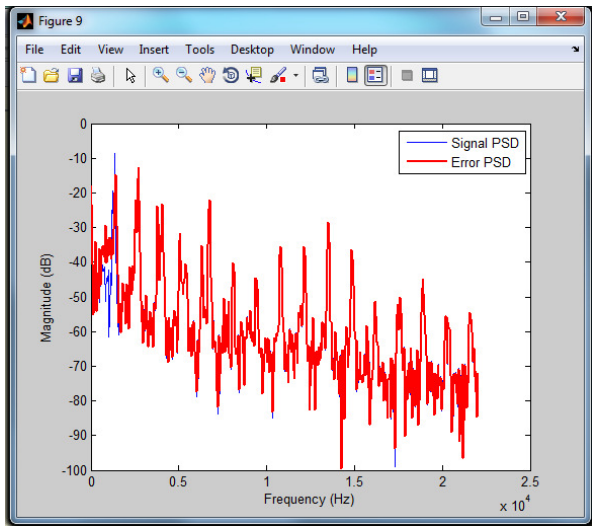 Figure 9
File Edit View Insert Tools Desktop Window Help
Signal PSD
Error PSD
0
-10
-20
-30
-40
-50
-60
-70
-80
-90
-100
Magnitude (dB)
0 0.5 1 1.5 2 2.5
x 10^4
Frequency (Hz)